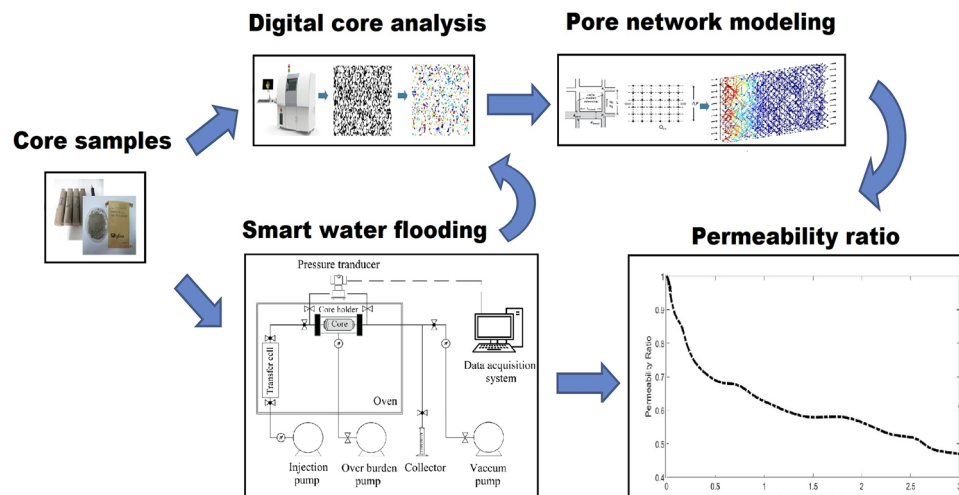 Digital core analysis
Pore network modeling
Core samples
Smart water flooding
Permeability ratio
Pressure tranducer
Core holder
Core
Transfer cell
Oven
Data acquisition
system
Injection
pump
Over burden
pump
Collector
Vaccum
pump
Permeability Ratio
1
0.9
0.8
0.7
0.6
0.5
0.4
0
0.5
1
1.5
2
2.5
3